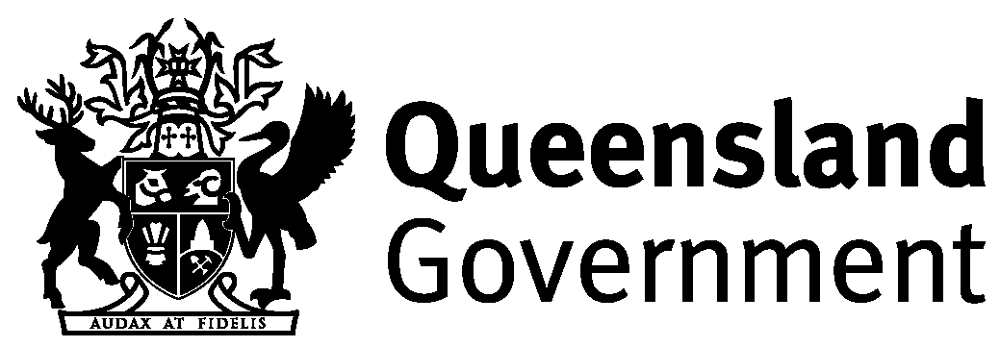 Queensland
Government
AUDAX AT FIDELIS